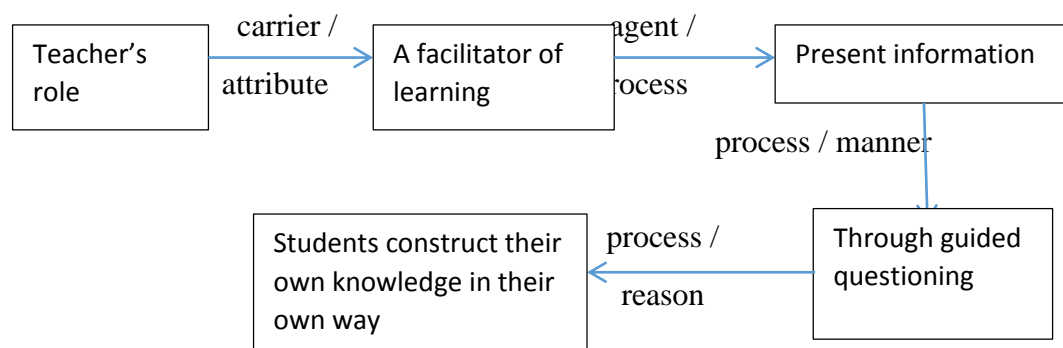 Teacher’s
role
carrier /
attribute
A facilitator of
learning
agent /
rocess
Present information
process / manner
Through guided
questioning
process /
reason
Students construct their
own knowledge in their
own way